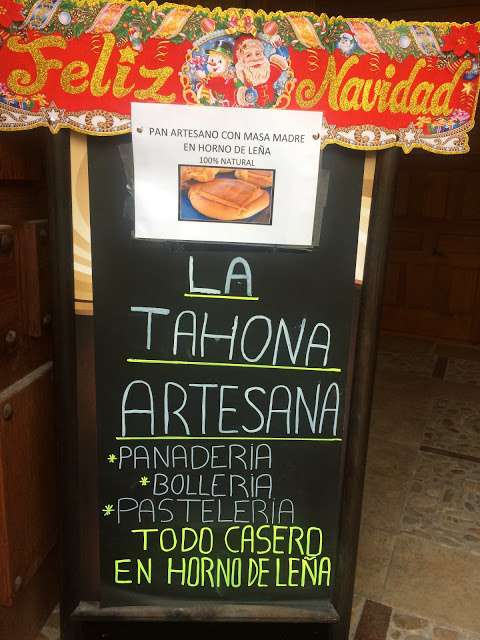 Feliz Navidad
PAN ARTESANO CON MASA MADRE
EN HORNO DE LEÑA
100% NATURAL
LA
TAHONA
ARTESANA
*PANADERIA
*BOLLERIA
*PASTELERIA
TODO CASERO
EN HORNO DE LEÑA